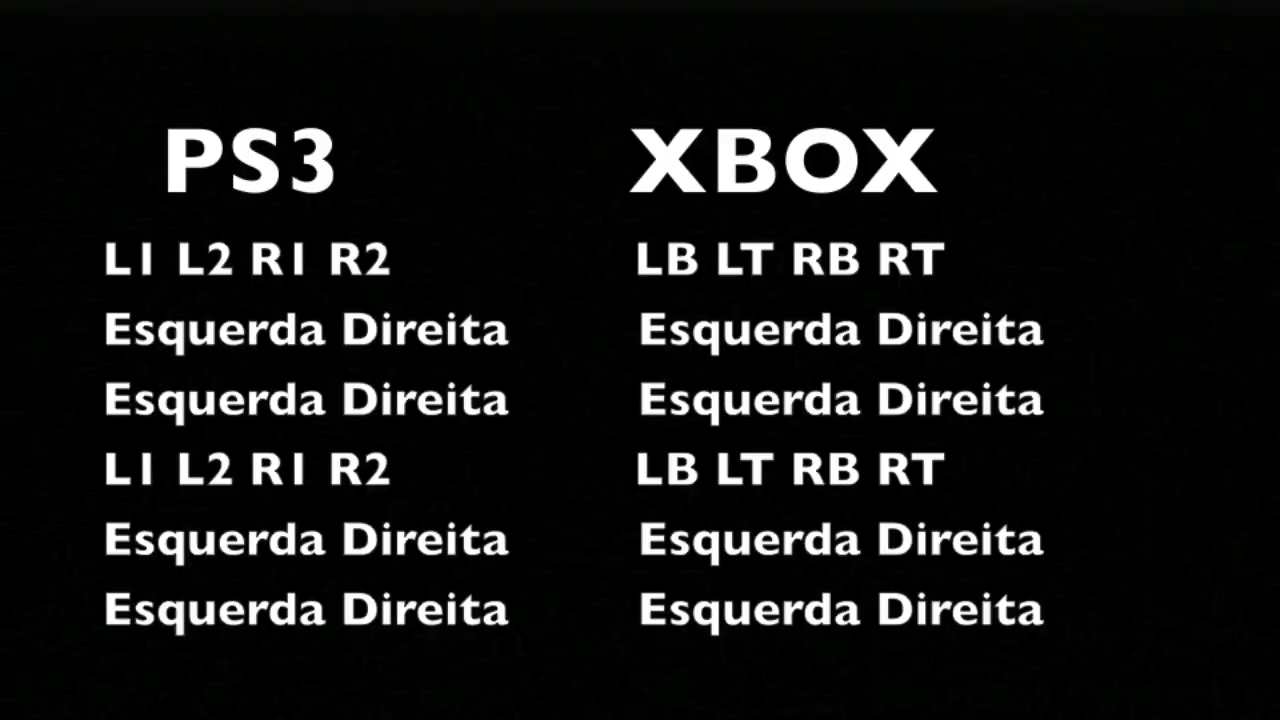 PS3 XBOX
L1 L2 R1 R2 LB LT RB RT
Esquerda Direita Esquerda Direita
Esquerda Direita Esquerda Direita
L1 L2 R1 R2 LB LT RB RT
Esquerda Direita Esquerda Direita
Esquerda Direita Esquerda Direita